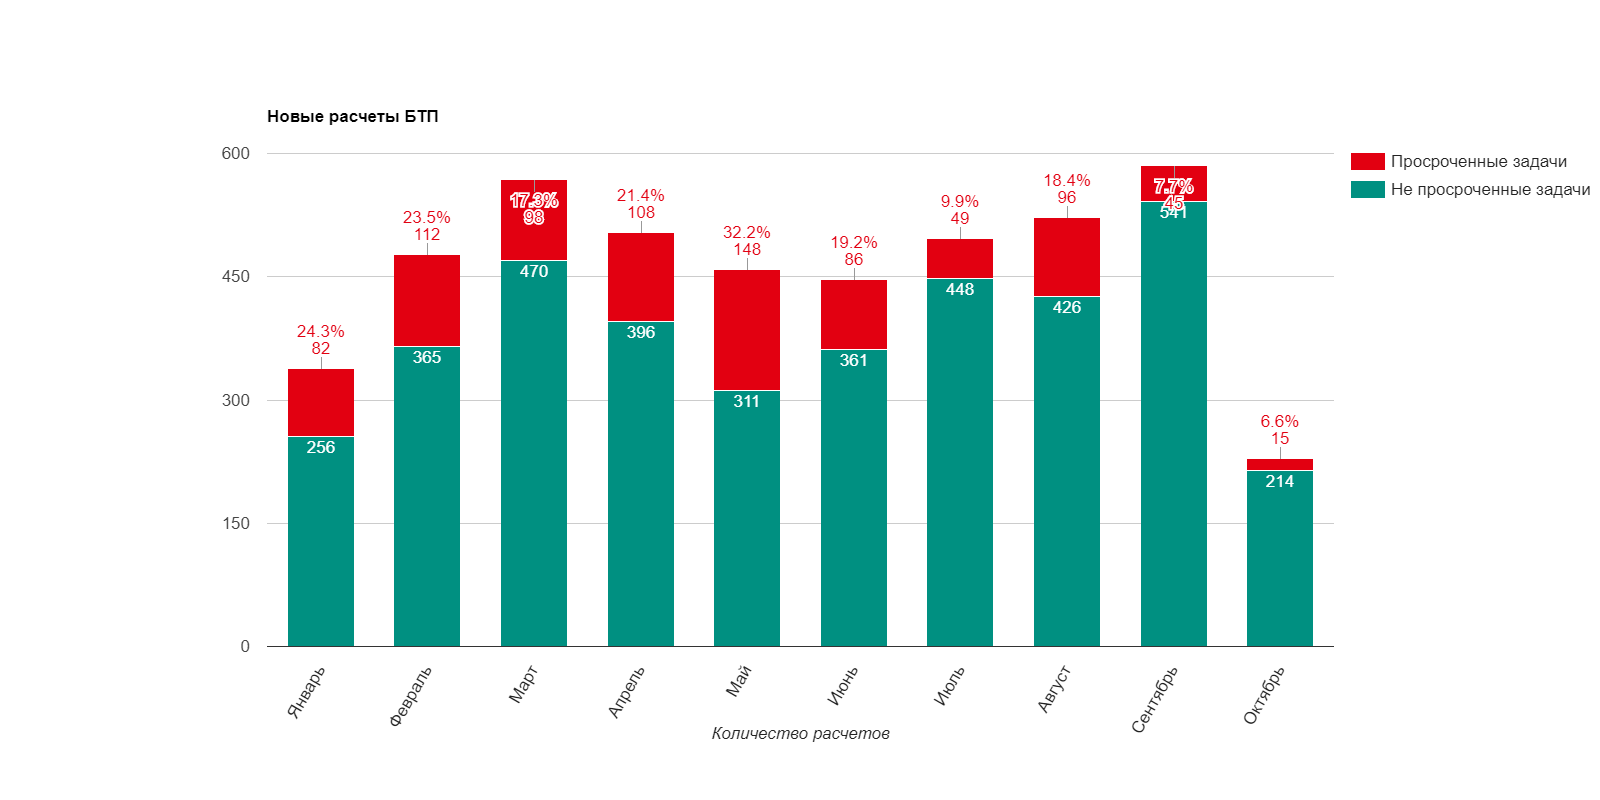 Новые расчеты БТП
Просроченные задачи
Не просроченные задачи
600
450
300
150
0
24.3%
82
256
23.5%
112
365
17.3%
98
470
21.4%
108
396
32.2%
148
311
19.2%
86
361
9.9%
49
448
18.4%
96
426
7.7%
45
541
6.6%
15
214
Январь
Февраль
Март
Апрель
Май
Июнь
Июль
Август
Сентябрь
Октябрь
Количество расчетов